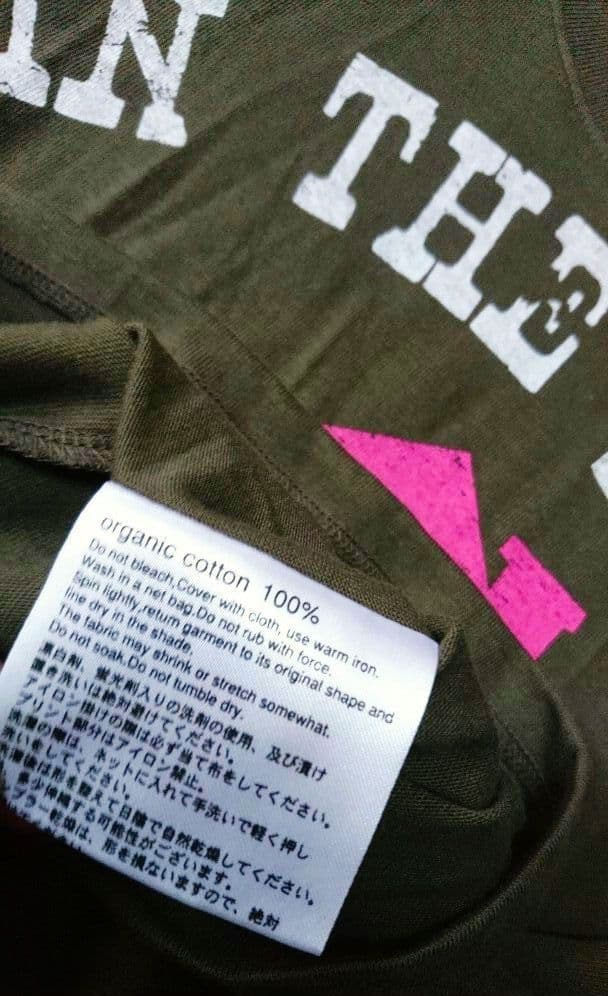 IN
THE
organic cotton 100%
Do not bleach,Cover with cloth, use warm iron.
Wash in a net bag.Do not rub with force.
Spin lightly,return garment to its original shape and
line dry in the shade.
The fabric may shrink or stretch somewhat.
Do not soak.Do not tumble dry.
漂白剤、蛍光剤入りの洗剤の使用、及び漬け
置き洗いは絶対避けてください。
アイロン掛けの際は必ず当て布をしてください。
プリント部分はアイロン禁止。
洗濯の際は、ネットに入れて手洗いで軽く押し
洗いをしてください。
は形を整えて日陰で自然乾燥してください。
多少伸縮する可能性がございます。
乾燥は、形を損ないますので、絶対